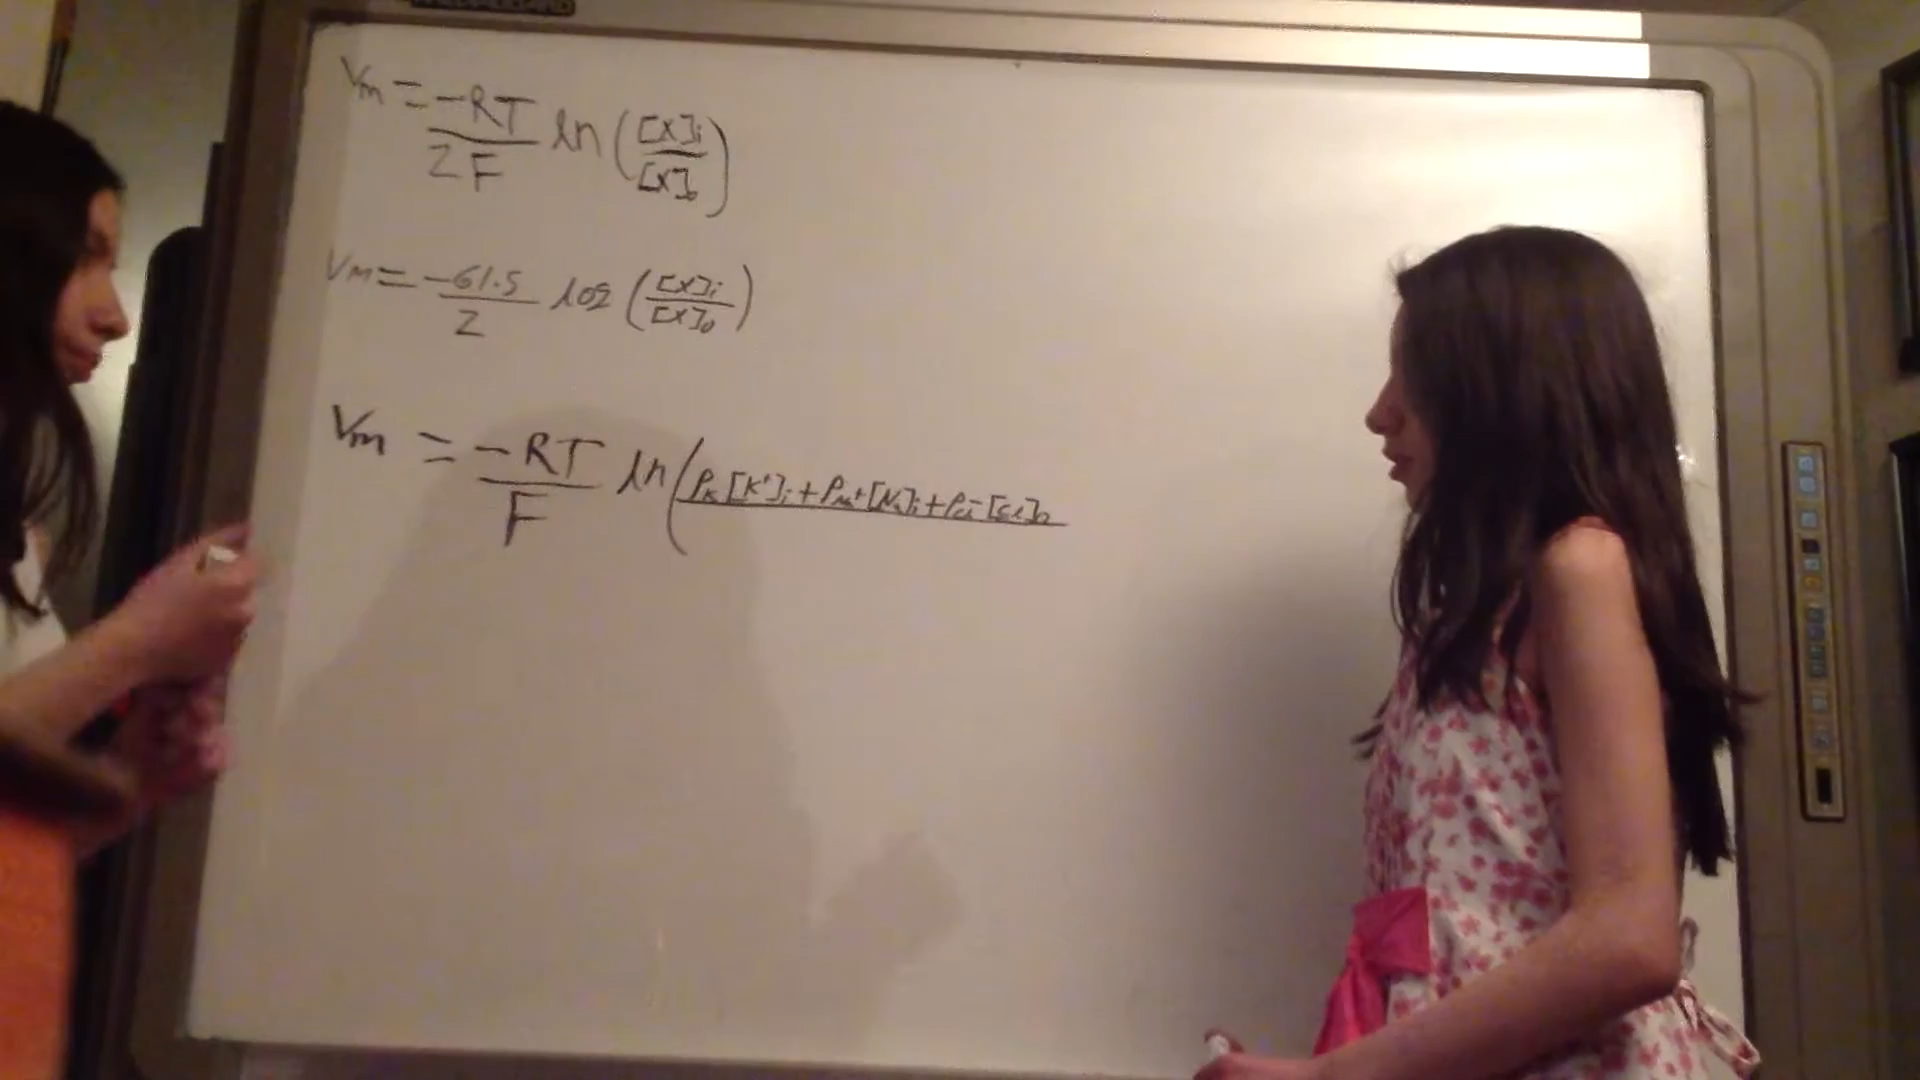 Vm = -RT/ZF ln([X]i/[X]o)
Vm = -61.5/Z log([X]i/[X]o)
Vm = -RT/F ln(PK[K+]i + PNa+[Na]i + PCl-[Cl]o